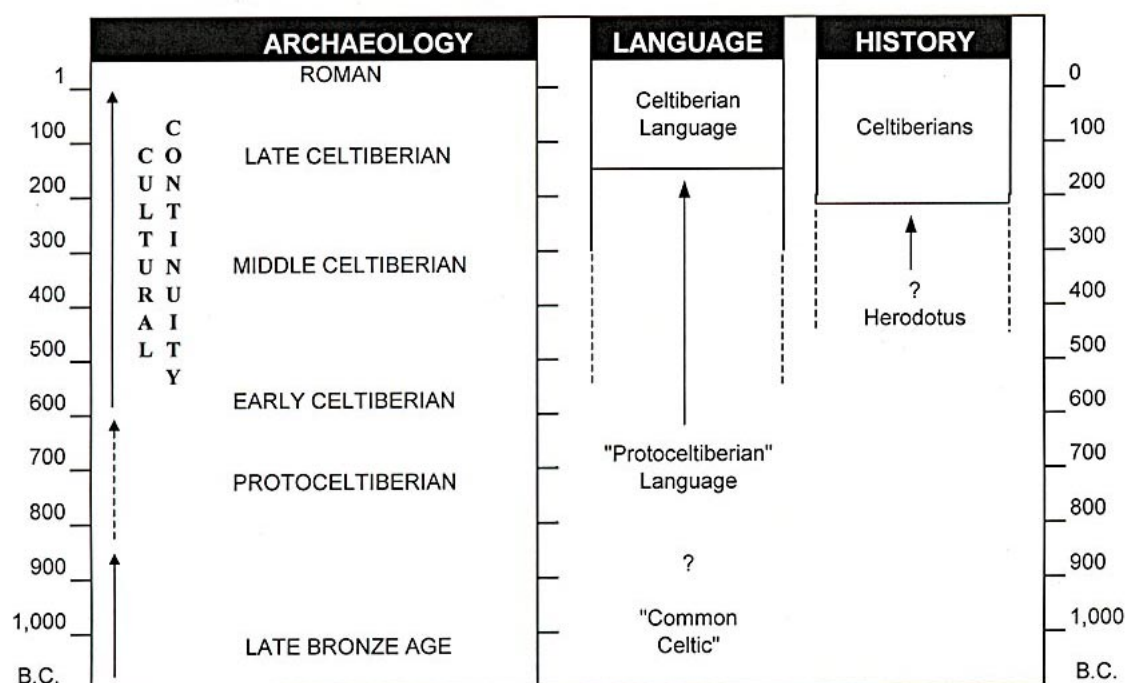 ARCHAEOLOGY
LANGUAGE
HISTORY
1
100
200
300
400
500
600
700
800
900
1,000
B.C.
CULTURAL
CONTINUITY
ROMAN
LATE CELTIBERIAN
MIDDLE CELTIBERIAN
EARLY CELTIBERIAN
PROTOCELTIBERIAN
LATE BRONZE AGE
Celtiberian
Language
"Protoceltiberian"
Language
?
"Common
Celtic"
Celtiberians
?
Herodotus
0
100
200
300
400
500
600
700
800
900
1,000
B.C.